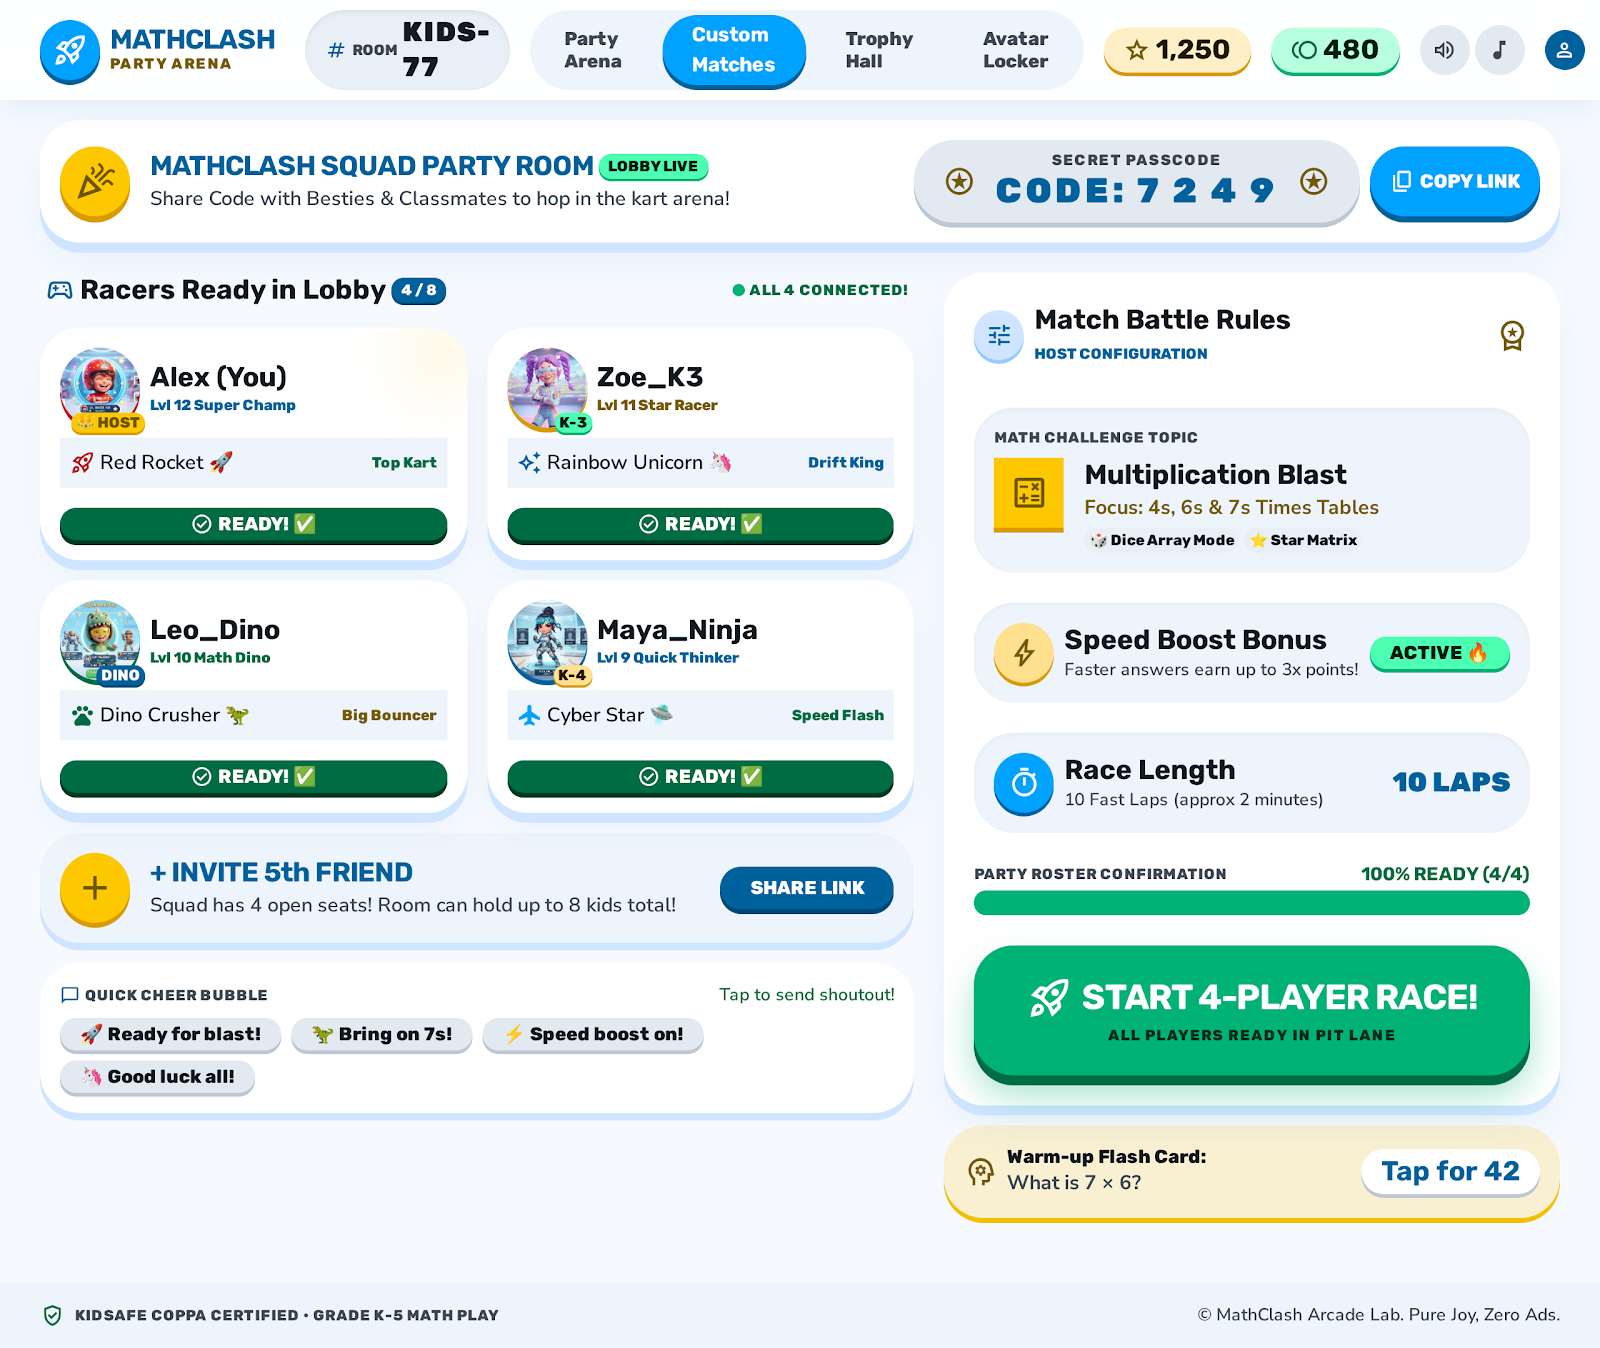 MATHCLASH
PARTY ARENA
# ROOM KIDS-77
Party Arena
Custom Matches
Trophy Hall
Avatar Locker
1,250
480
MATHCLASH SQUAD PARTY ROOM LOBBY LIVE
Share Code with Besties & Classmates to hop in the kart arena!
SECRET PASSCODE
CODE: 7 2 4 9
COPY LINK
Racers Ready in Lobby 4 / 8
ALL 4 CONNECTED!
Alex (You)
Lvl 12 Super Champ
👑 HOST
Red Rocket 🚀 Top Kart
READY! ✅
Zoe_K3
Lvl 11 Star Racer
K-3
Rainbow Unicorn 🦄 Drift King
READY! ✅
Leo_Dino
Lvl 10 Math Dino
DINO
Dino Crusher 🦖 Big Bouncer
READY! ✅
Maya_Ninja
Lvl 9 Quick Thinker
K-4
Cyber Star 🛸 Speed Flash
READY! ✅
+ INVITE 5th FRIEND
Squad has 4 open seats! Room can hold up to 8 kids total!
SHARE LINK
QUICK CHEER BUBBLE
Tap to send shoutout!
🚀 Ready for blast!
🦖 Bring on 7s!
⚡ Speed boost on!
🦄 Good luck all!
Match Battle Rules
HOST CONFIGURATION
MATH CHALLENGE TOPIC
Multiplication Blast
Focus: 4s, 6s & 7s Times Tables
🎲 Dice Array Mode
⭐ Star Matrix
Speed Boost Bonus
Faster answers earn up to 3x points!
ACTIVE 🔥
Race Length
10 Fast Laps (approx 2 minutes)
10 LAPS
PARTY ROSTER CONFIRMATION
100% READY (4/4)
START 4-PLAYER RACE!
ALL PLAYERS READY IN PIT LANE
Warm-up Flash Card:
What is 7 × 6?
Tap for 42
KIDSAFE COPPA CERTIFIED • GRADE K-5 MATH PLAY
© MathClash Arcade Lab. Pure Joy, Zero Ads.